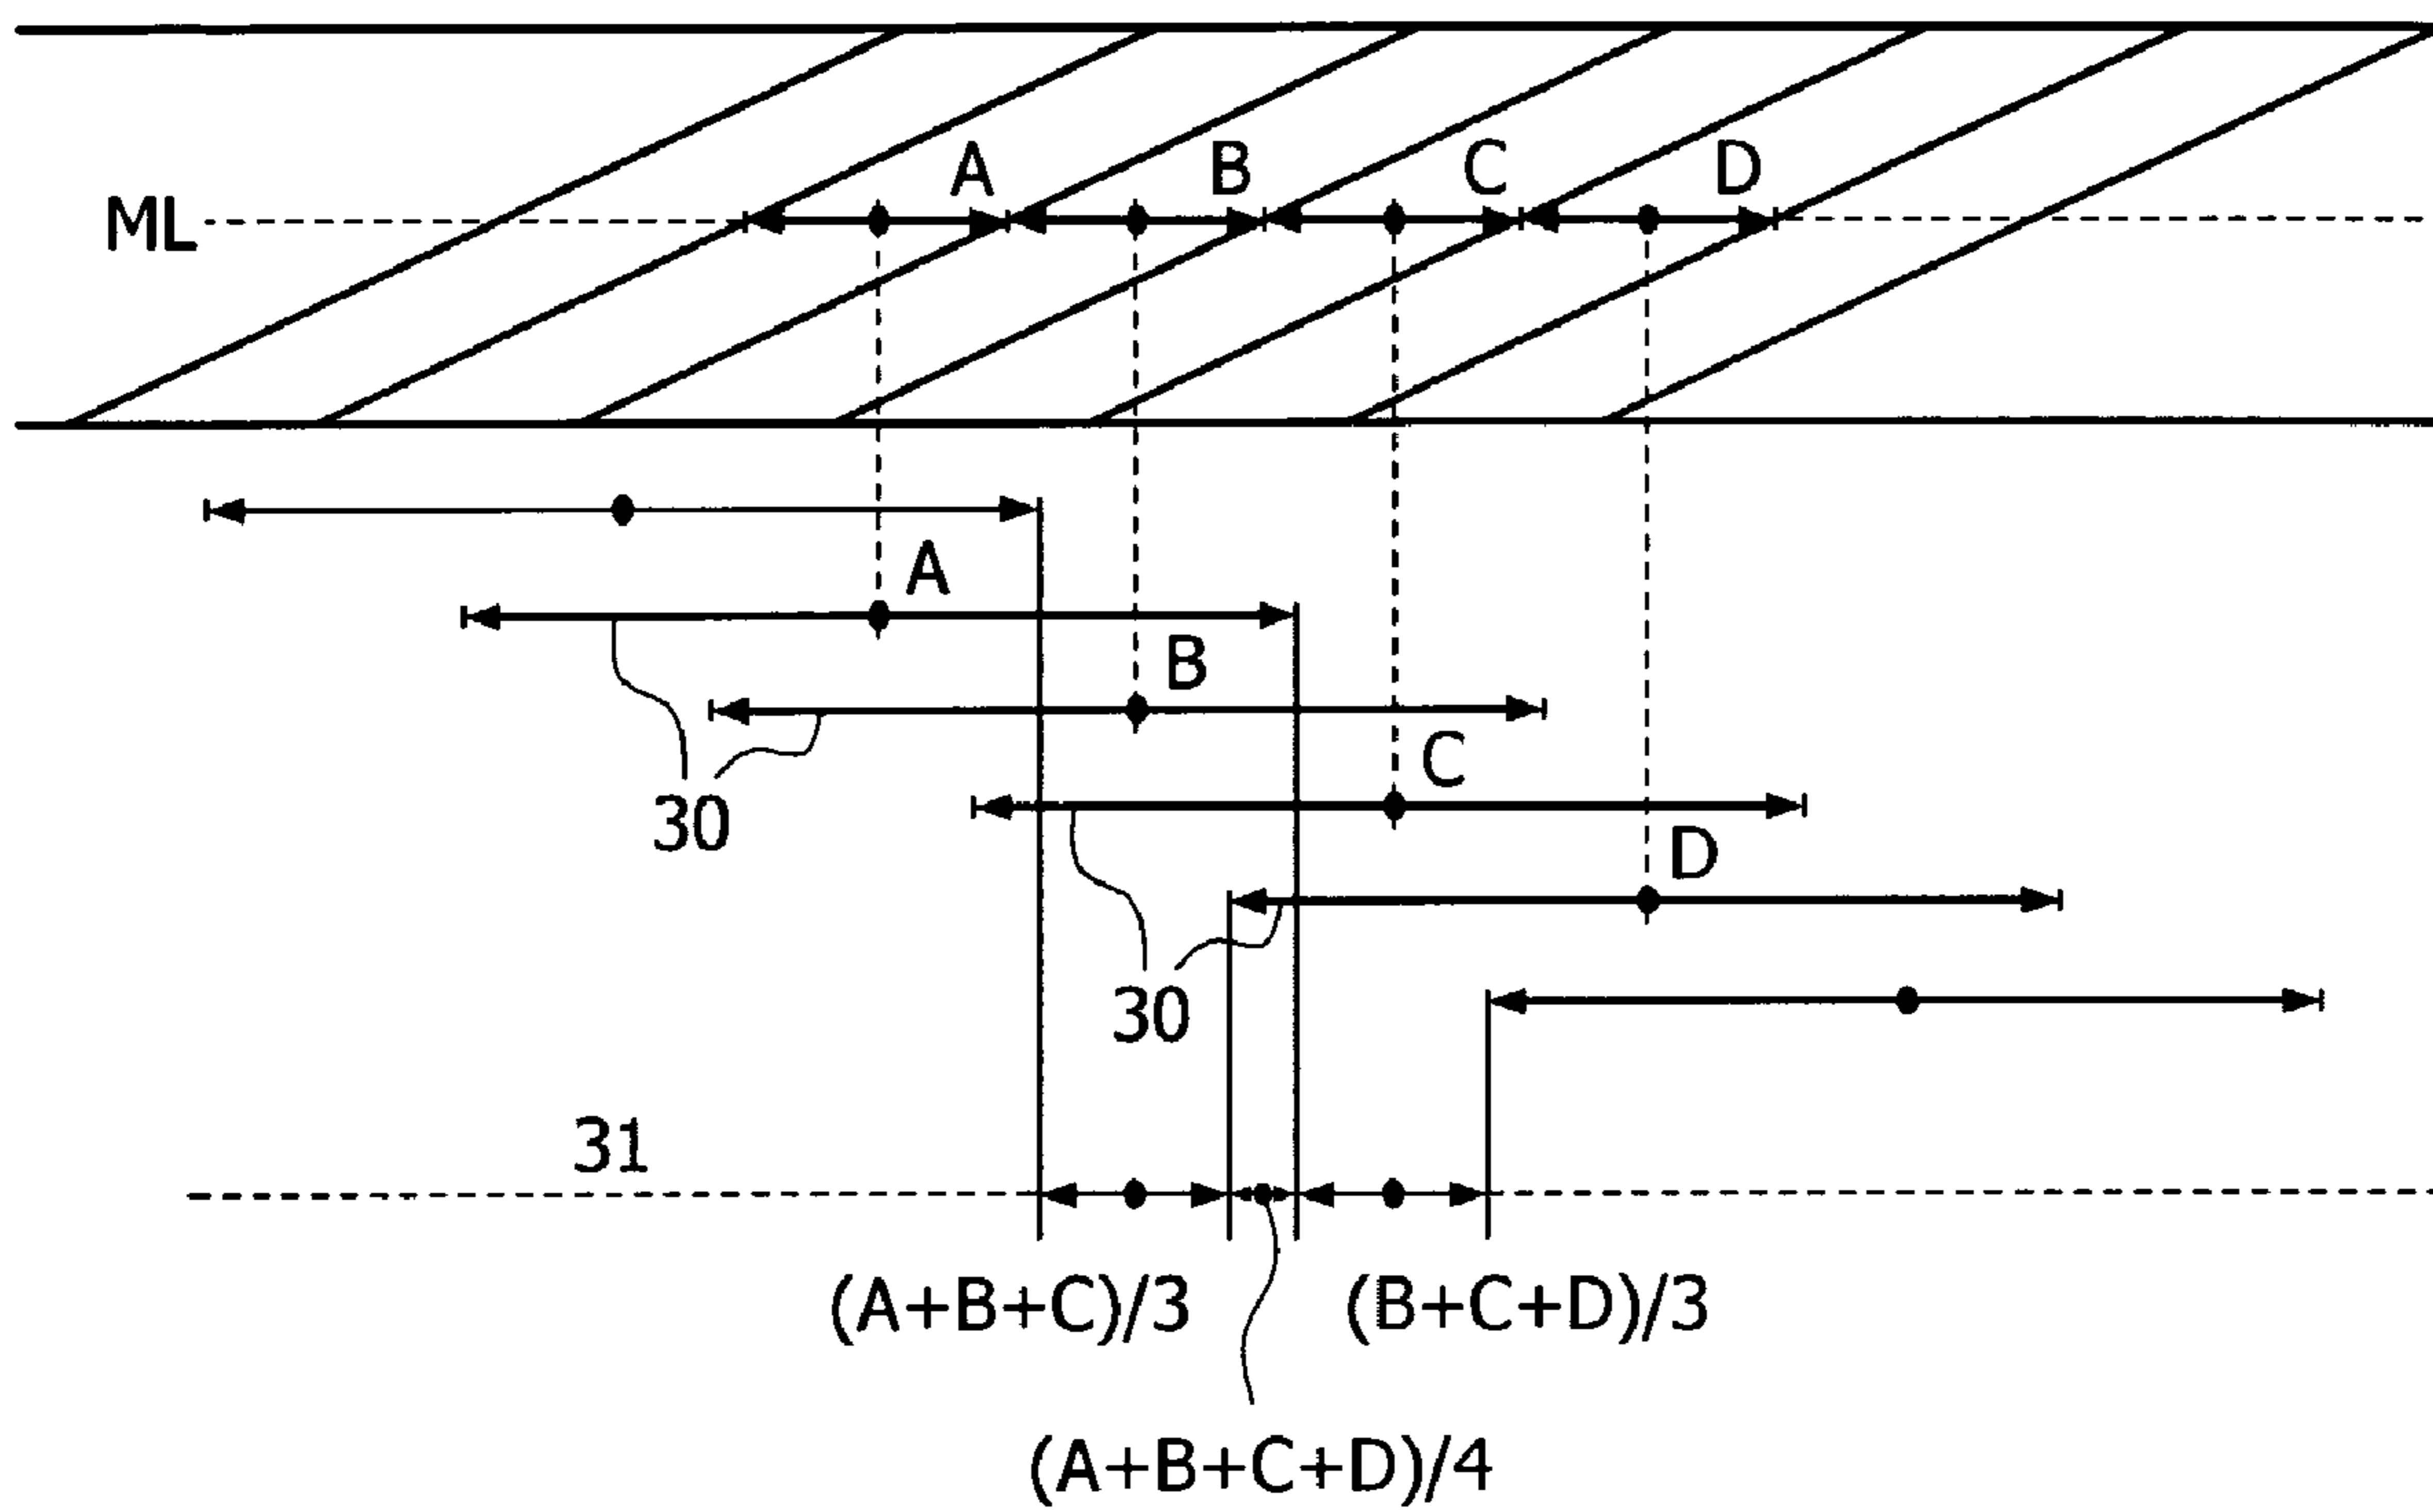 A B C D
ML
A
B
C
30
D
30
31
(A+B+C)/3 (B+C+D)/3
(A+B+C+D)/4